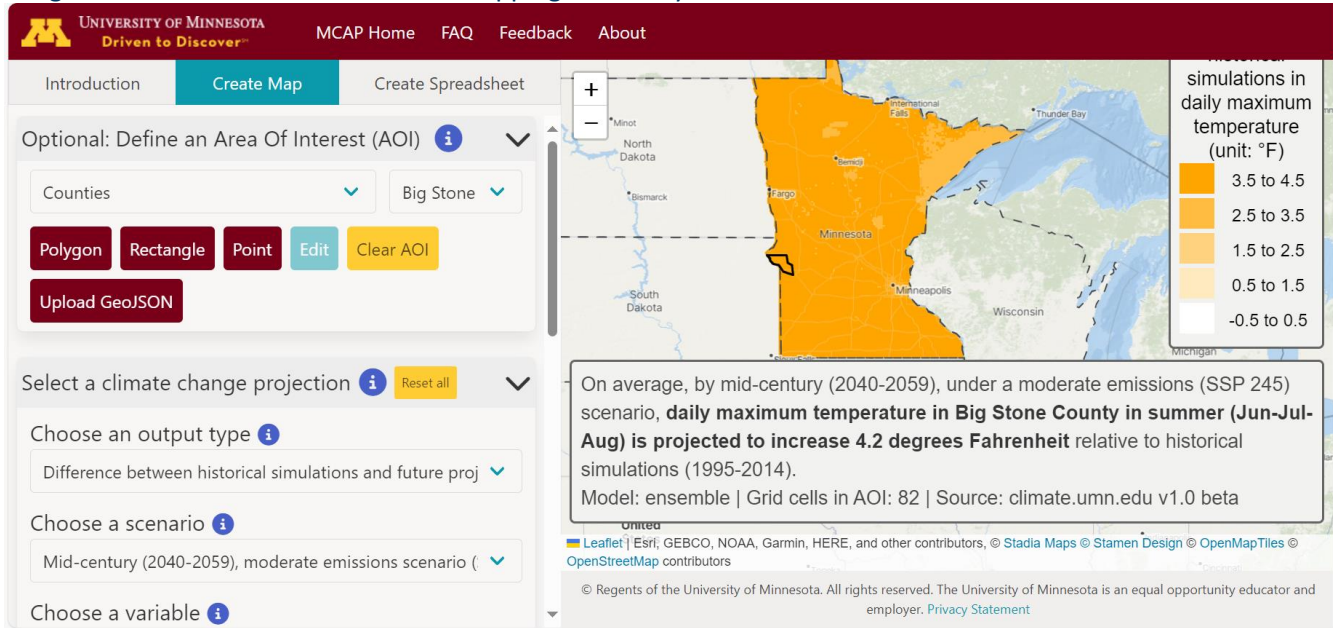 UNIVERSITY OF MINNESOTA
Driven to Discover℠
MCAP Home FAQ Feedback About
Introduction Create Map Create Spreadsheet
Optional: Define an Area Of Interest (AOI) i
Counties Big Stone
Polygon Rectangle Point Edit Clear AOI
Upload GeoJSON
Select a climate change projection i Reset all
Choose an output type i
Difference between historical simulations and future proj
Choose a scenario i
Mid-century (2040-2059), moderate emissions scenario (
Choose a variable i
+
−
Minot
North
Dakota
Bismarck
Fargo
Bemidji
International
Falls
Thunder Bay
Minnesota
Minneapolis
South
Dakota
Wisconsin
Michigan
simulations in
daily maximum
temperature
(unit: °F)
3.5 to 4.5
2.5 to 3.5
1.5 to 2.5
0.5 to 1.5
-0.5 to 0.5
On average, by mid-century (2040-2059), under a moderate emissions (SSP 245)
scenario, daily maximum temperature in Big Stone County in summer (Jun-Jul-
Aug) is projected to increase 4.2 degrees Fahrenheit relative to historical
simulations (1995-2014).
Model: ensemble | Grid cells in AOI: 82 | Source: climate.umn.edu v1.0 beta
United
Leaflet | Esri, GEBCO, NOAA, Garmin, HERE, and other contributors, © Stadia Maps © Stamen Design © OpenMapTiles ©
OpenStreetMap contributors
© Regents of the University of Minnesota. All rights reserved. The University of Minnesota is an equal opportunity educator and
employer. Privacy Statement